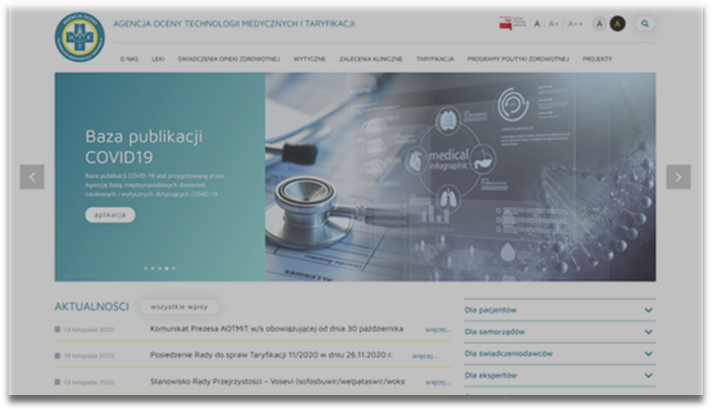 AGENCJA OCENY TECHNOLOGII MEDYCZNYCH I TARYFIKACJI
A A+ A++ A A
O NAS LEKI ŚWIADCZENIA OPIEKI ZDROWOTNEJ WYTYCZNE ZALECENIA KLINICZNE TARYFIKACJA PROGRAMY POLITYKI ZDROWOTNEJ PROJEKTY
Baza publikacji
COVID19
Baza publikacji COVID-19 jest przygotowaną przez
Agencję bazą międzynarodowych doniesień
naukowych i wytycznych dotyczących COVID-19
aplikacja
medical
infographic
ALLERGIES
AKTUALNOŚCI wszystkie wpisy
19 listopada 2020 Komunikat Prezesa AOTMiT w/s obowiązującej od dnia 30 października więcej...
19 listopada 2020 Posiedzenie Rady do spraw Taryfikacji 11/2020 w dniu 26.11.2020 r. więcej...
19 listopada 2020 Stanowisko Rady Przejrzystości – Vosevi (sofosbuwir/welpataswir/woks więcej...
Dla pacjentów
Dla samorządów
Dla świadczeniodawców
Dla ekspertów